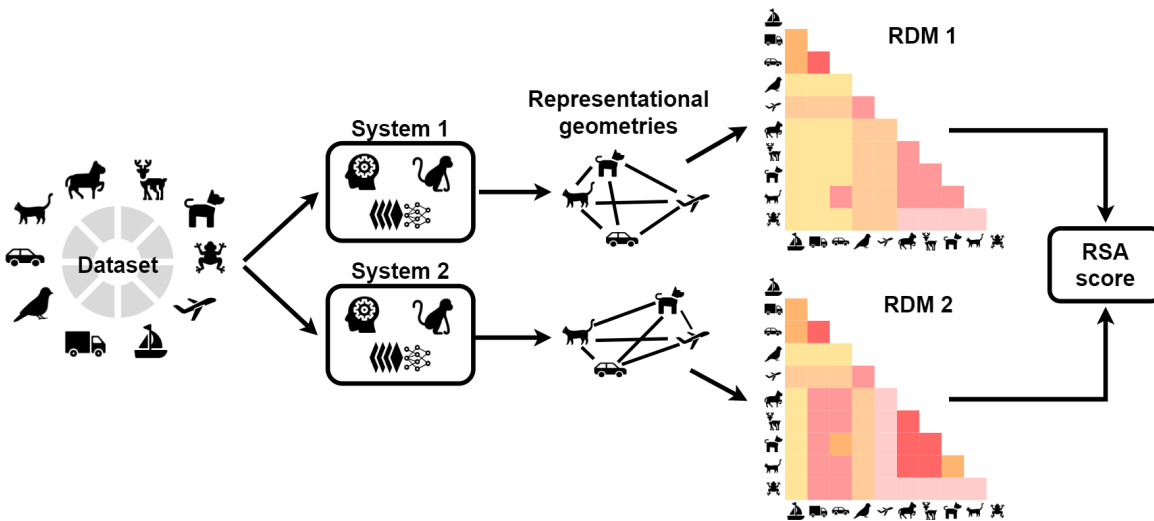 Dataset
System 1
System 2
Representational
geometries
RDM 1
RDM 2
RSA
score